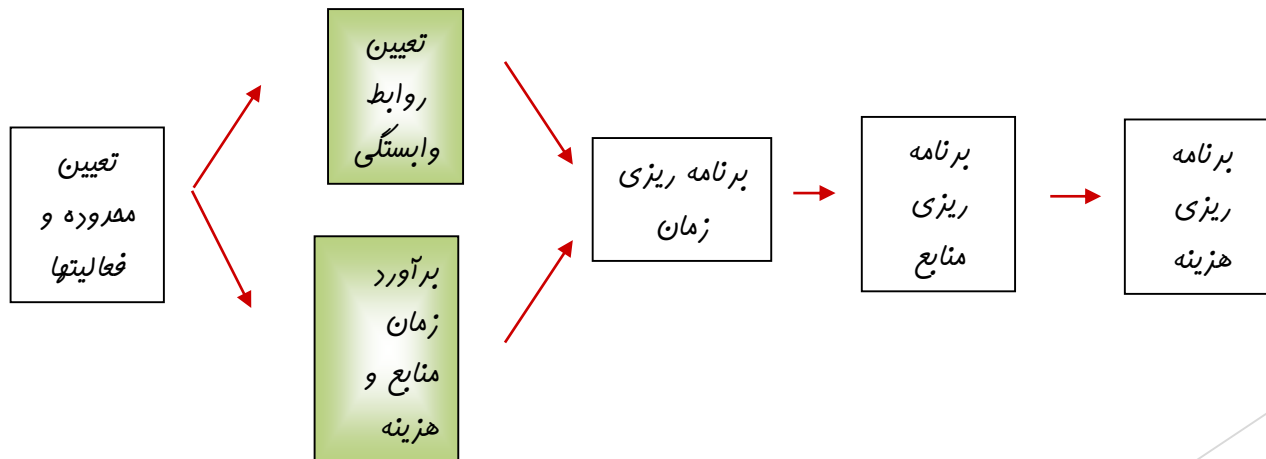 تعیین
محدوده و
فعالیتها
تعیین
روابط
وابستگی
برآورد
زمان
منابع و
هزینه
برنامه ریزی
زمان
برنامه
ریزی
منابع
برنامه
ریزی
هزینه